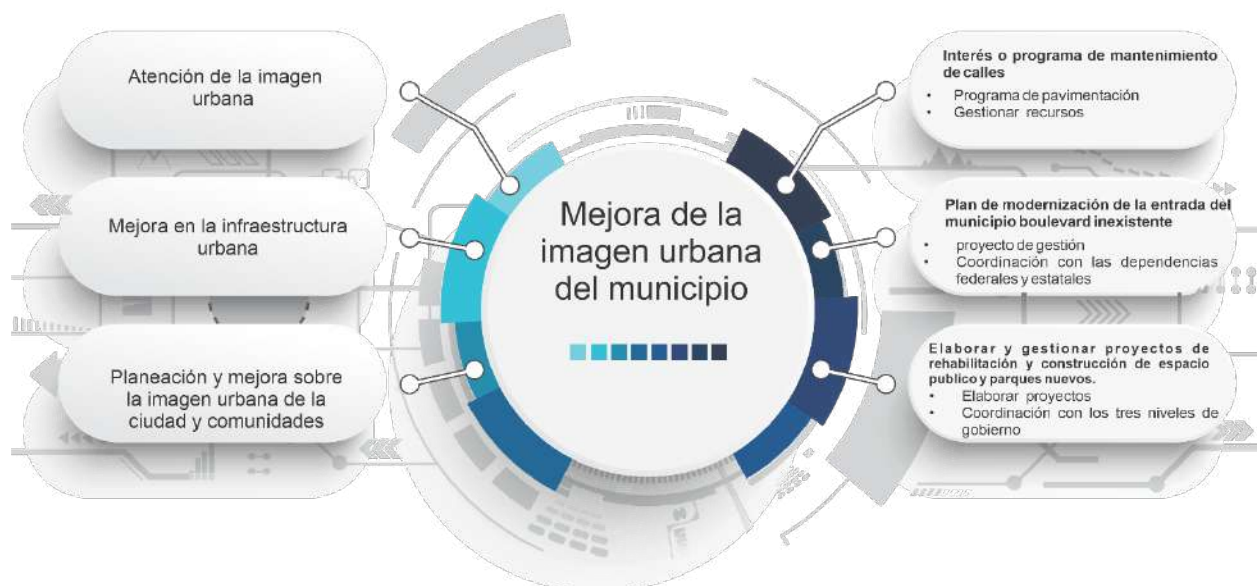 Atención de la imagen
urbana
Mejora en la infraestructura
urbana
Planeación y mejora sobre
la imagen urbana de la
ciudad y comunidades
Mejora de la
imagen urbana
del municipio
Interés o programa de mantenimiento
de calles
• Programa de pavimentación
• Gestionar recursos
Plan de modernización de la entrada del
municipio boulevard inexistente
• proyecto de gestión
• Coordinación con las dependencias
federales y estatales
Elaborar y gestionar proyectos de
rehabilitación y construcción de espacio
publico y parques nuevos.
• Elaborar proyectos
• Coordinación con los tres niveles de
gobierno